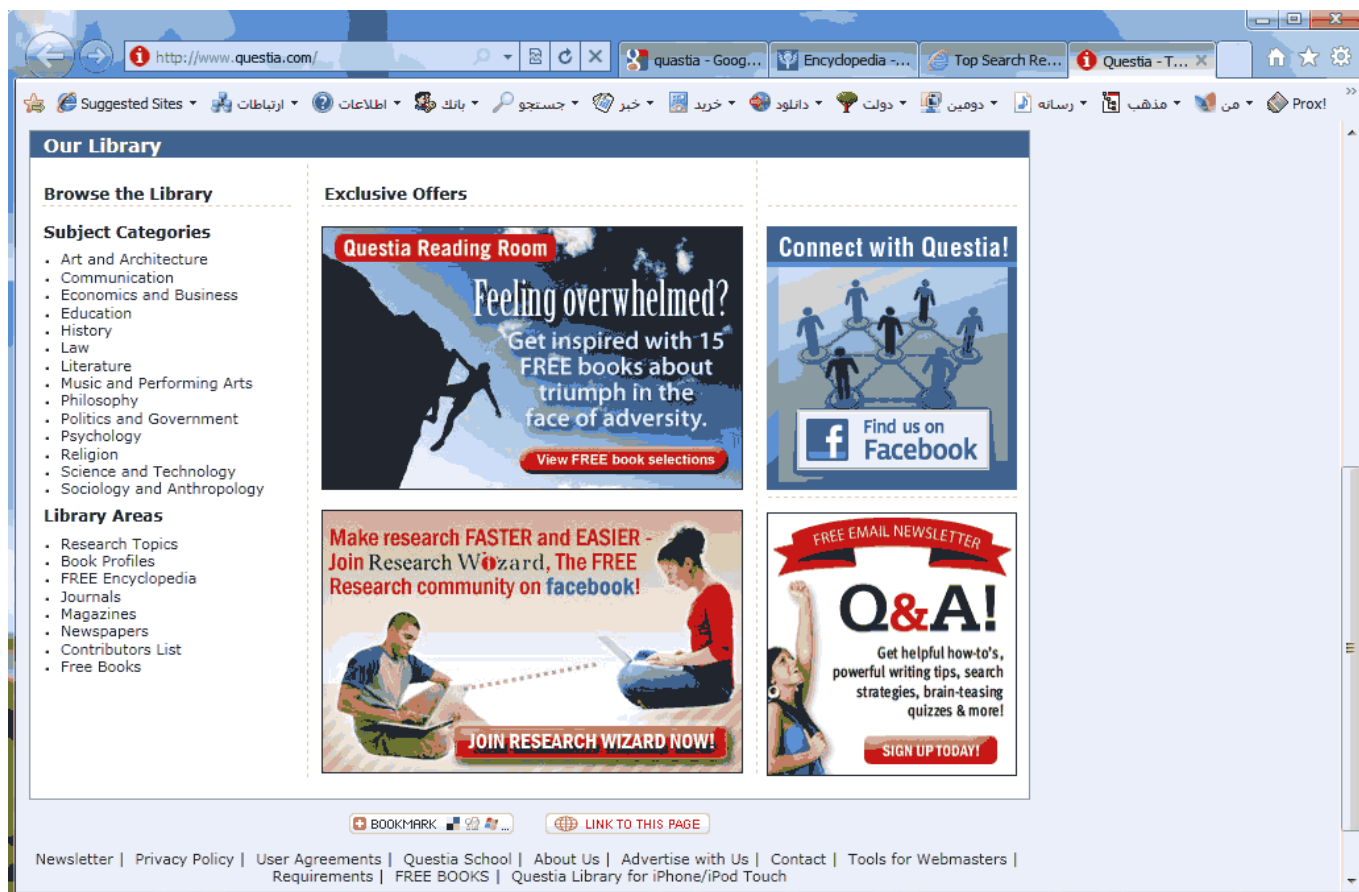 http://www.questia.com/
quastia - Goog...
Encyclopedia -...
Top Search Re...
Questia - T...
Suggested Sites
ارتباطات
اطلاعات
بانك
جستجو
خبر
خريد
دانلود
دولت
دومين
رسانه
مذهب
من
Prox!
Our Library
Browse the Library
Subject Categories
Art and Architecture
Communication
Economics and Business
Education
History
Law
Literature
Music and Performing Arts
Philosophy
Politics and Government
Psychology
Religion
Science and Technology
Sociology and Anthropology
Library Areas
Research Topics
Book Profiles
FREE Encyclopedia
Journals
Magazines
Newspapers
Contributors List
Free Books
Exclusive Offers
Questia Reading Room
Feeling overwhelmed?
Get inspired with 15
FREE books about
triumph in the
face of adversity.
View FREE book selections
Connect with Questia!
f Find us on
Facebook
Make research FASTER and EASIER -
Join Research Wizard, The FREE
Research community on facebook!
JOIN RESEARCH WIZARD NOW!
FREE EMAIL NEWSLETTER
Q&A!
Get helpful how-to's,
powerful writing tips, search
strategies, brain-teasing
quizzes & more!
SIGN UP TODAY!
BOOKMARK ...
LINK TO THIS PAGE
Newsletter | Privacy Policy | User Agreements | Questia School | About Us | Advertise with Us | Contact | Tools for Webmasters |
Requirements | FREE BOOKS | Questia Library for iPhone/iPod Touch